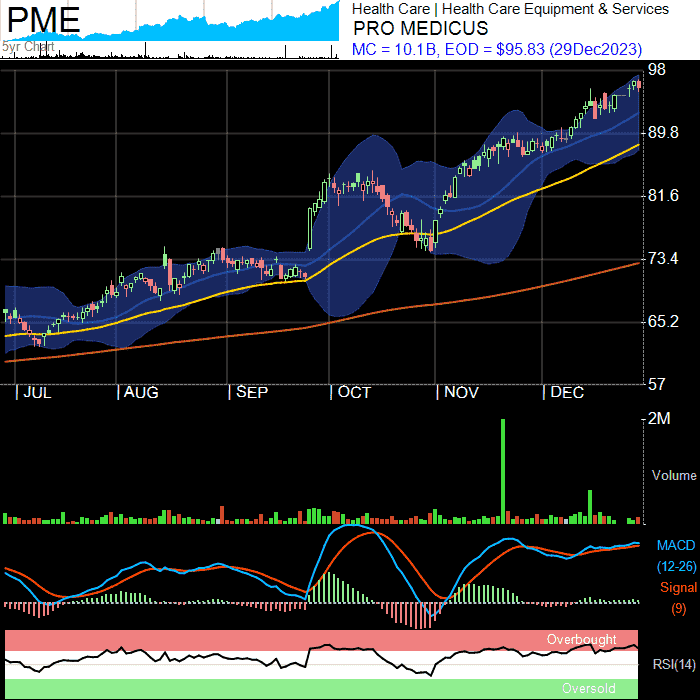 PME
5yr Chart
Health Care | Health Care Equipment & Services
PRO MEDICUS
MC = 10.1B, EOD = $95.83 (29Dec2023)
98
89.8
81.6
73.4
65.2
57
| JUL | AUG | SEP | OCT | NOV | DEC
2M
Volume
MACD
(12-26)
Signal
(9)
Overbought
RSI(14)
Oversold